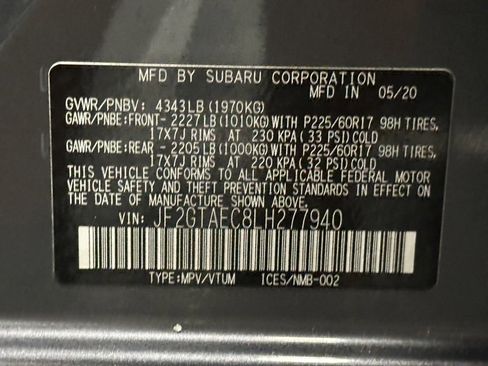 MFD BY SUBARU CORPORATION
MFD IN 05/20
GVWR/PNBV: 4343LB(1970KG)
GAWR/PNBE:FRONT-2227LB(1010KG)WITH P225/60R17 98H TIRES,
17X7J RIMS AT 230 KPA(33 PSI)COLD
GAWR/PNBE:REAR -2205LB(1000KG)WITH P225/60R17 98H TIRES,
17X7J RIMS AT 220 KPA(32 PSI)COLD
THIS VEHICLE CONFORMS TO ALL APPLICABLE FEDERAL MOTOR
VEHICLE SAFETY AND THEFT PREVENTION STANDARDS IN EFFECT ON
THE DATE OF MANUFACTURE SHOWN ABOVE.
VIN: JF2GTAEC8LH277940
TYPE:MPV/VTUM ICES/NMB-002